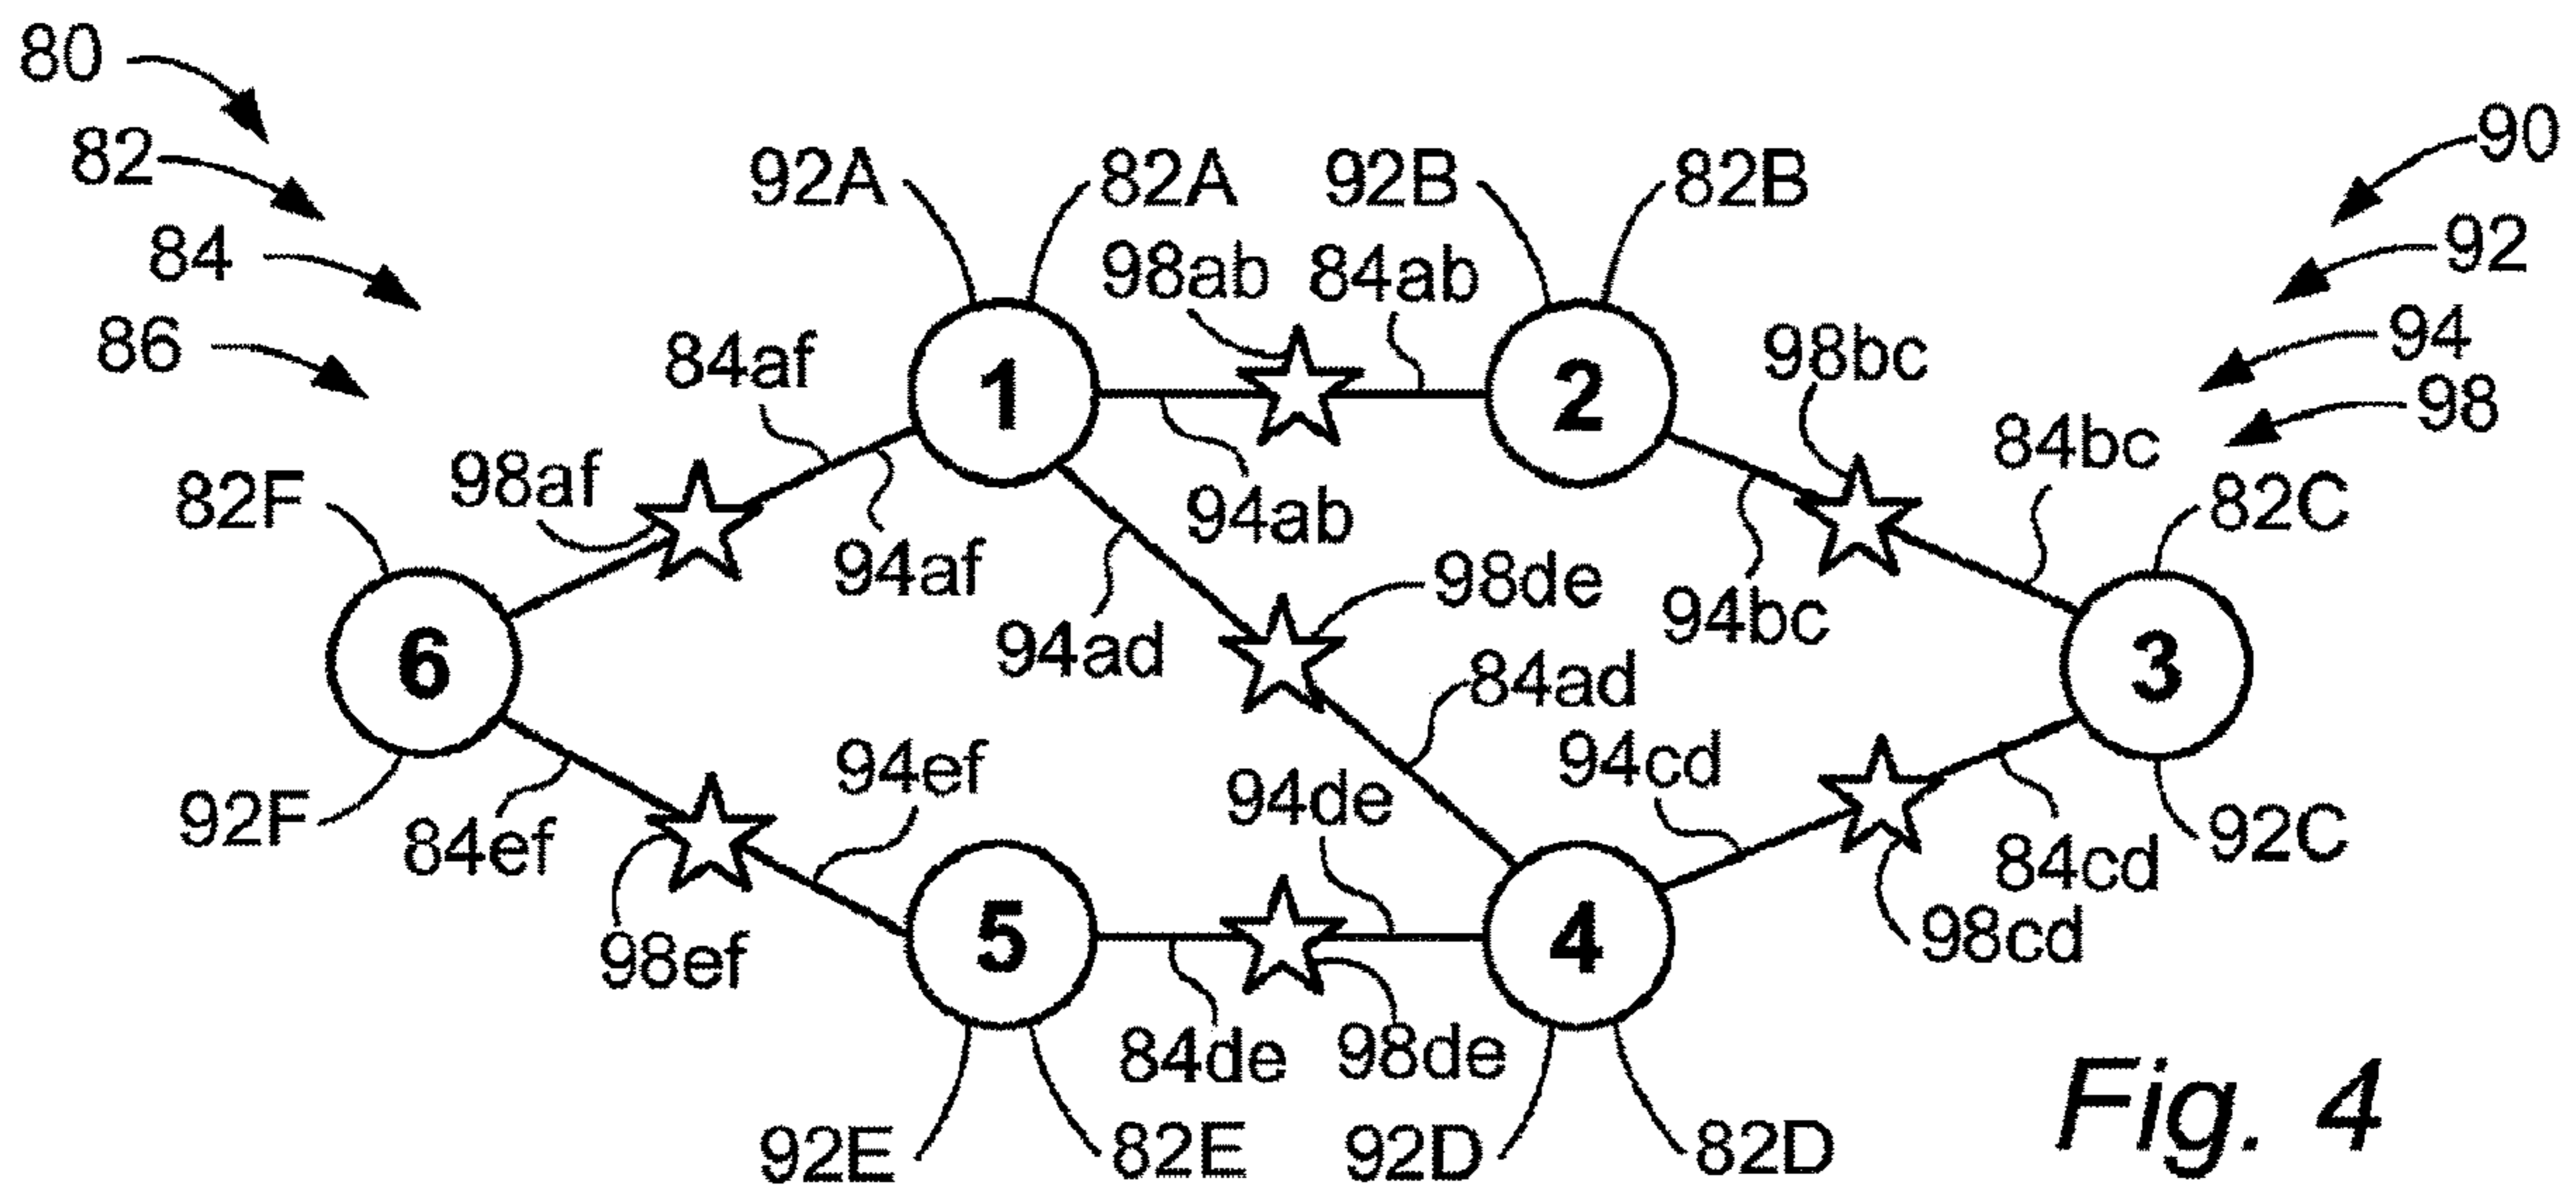 80
82
84
86
90
92
94
98
92A
82A
92B
82B
98ab
84ab
84af
1
2
98bc
84bc
98af
94ab
82F
82C
94af
98de
94bc
94ad
6
84ad
3
94ef
94cd
94de
92F
84ef
84cd
92C
5
4
98ef
98cd
84de
98de
92E
82E
92D
82D
Fig. 4